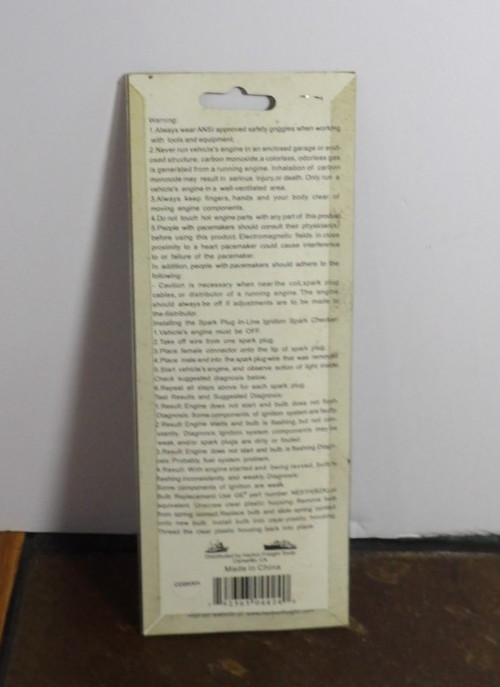 Warning:
1.Always wear ANSI approved safety goggles when working
with tools and equipment.
2.Never run vehicle's engine in an enclosed garage or encl-
osed structure, carbon monoxide,a colorless, odorless gas
is generated from a running engine. Inhalation of carbon
monoxide may result in serious injury,or death. Only run a
vehicle's engine in a well-ventilated area.
3.Always keep fingers, hands and your body clear of
moving engine components.
4.Do not touch hot engine parts with any part of this product.
5.People with pacemakers should consult their physician(s)
before using this product. Electromagnetic fields in close
proximity to a heart pacemaker could cause interference
to or failure of the pacemaker.
In addition, people with pacemakers should adhere to the
following:
- Caution is necessary when near the coil,spark plug
cables, or distributor of a running engine. The engine
should always be off if adjustments are to be made to
the distributor.
Installing the Spark Plug In-Line Ignition Spark Checker:
1.Vehicle's engine must be OFF.
2.Take off wire from one spark plug.
3.Place female connector onto the tip of spark plug.
4.Place male end into the spark plug wire that was removed.
5.Start vehicle's engine, and observe action of light inside.
Check suggested diagnosis below.
6.Repeat all steps above for each spark plug.
Test Results and Suggested Diagnosis:
1.Result:Engine does not start and bulb does not flash.
Diagnosis: Some components of ignition system are faulty.
2.Result:Engine starts and bulb is flashing,but not con-
stantly. Diagnosis: Ignition system components may be
weak,and/or spark plugs are dirty or fouled.
3.Result:Engine does not start and bulb is flashing.Diagn-
osis: Probably, fuel system problem.
4.Result: With engine started and being tested, bulb is
flashing inconsistently, and weakly. Diagnosis:
Some components of ignition are weak.
Bulb Replacement: Use GE® part number
equivalent. Unscrew clear plastic housing. Remove bulb
from spring contact.Replace bulb and slide spring contact
onto new bulb. Install bulb into clear plastic housing.
Thread the clear plastic housing back into place.
Distributed by Harbor Freight Tools
Camarillo, CA
Made in China